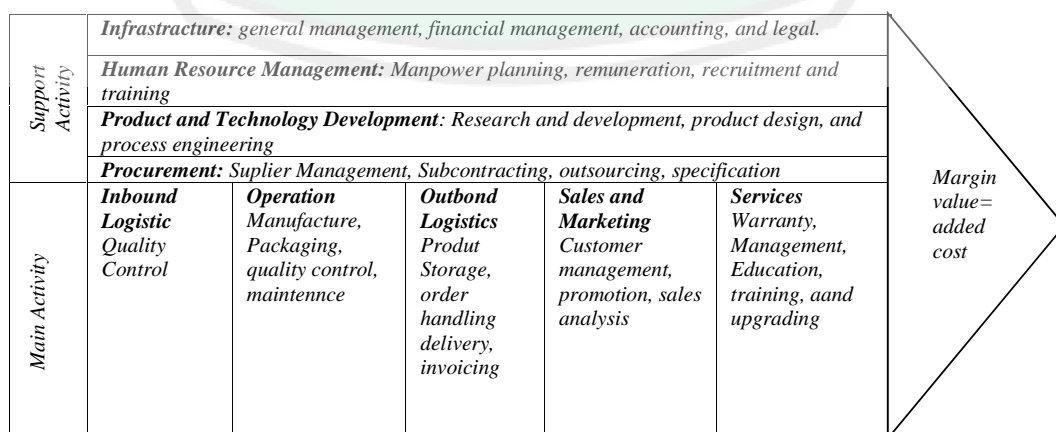 Support
Activity
Infrastracture: general management, financial management, accounting, and legal.
Human Resource Management: Manpower planning, remuneration, recruitment and
training
Product and Technology Development: Research and development, product design, and
process engineering
Procurement: Suplier Management, Subcontracting, outsourcing, specification
Main Activity
Inbound
Logistic
Quality
Control
Operation
Manufacture,
Packaging,
quality control,
maintennce
Outbond
Logistics
Produt
Storage,
order
handling
delivery,
invoicing
Sales and
Marketing
Customer
management,
promotion, sales
analysis
Services
Warranty,
Management,
Education,
training, aand
upgrading
Margin
value=
added
cost